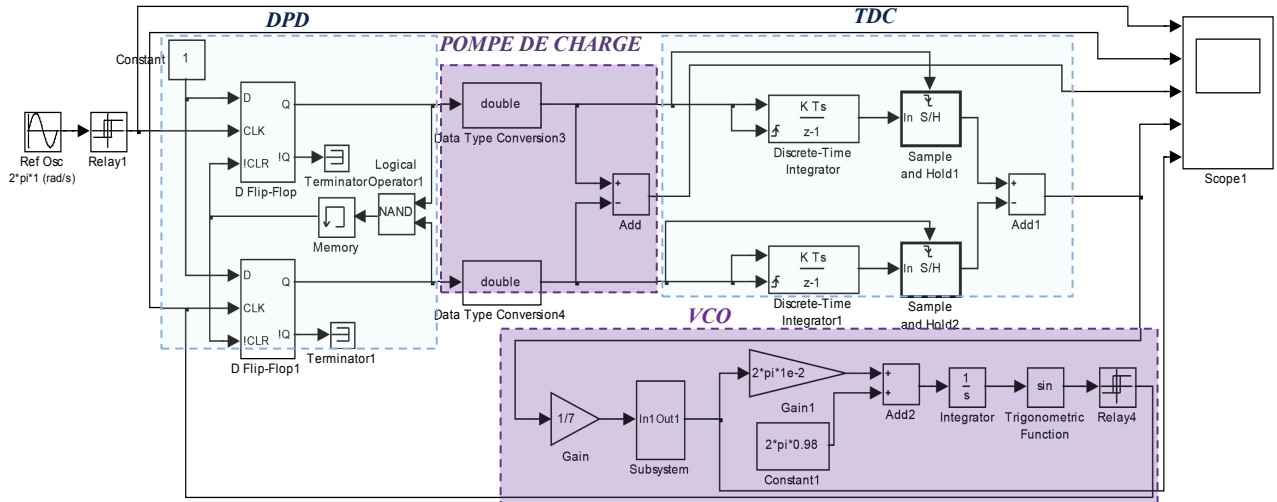 DPD
TDC
POMPE DE CHARGE
Constant
1
D
Q
CLK
!CLR
!Q
D Flip-Flop
Terminator
Logical
Operator1
NAND
Memory
Ref Osc
2*pi*1 (rad/s)
Relay1
D
Q
CLK
!CLR
!Q
D Flip-Flop1
Terminator1
double
Data Type Conversion3
+
−
Add
double
Data Type Conversion4
K Ts
z-1
Discrete-Time
Integrator
In S/H
Sample
and Hold1
+
−
Add1
K Ts
z-1
Discrete-Time
Integrator1
In S/H
Sample
and Hold2
Scope1
VCO
1/7
Gain
In1Out1
Subsystem
2*pi*1e-2
Gain1
2*pi*0.98
Constant1
+
+
Add2
1
s
Integrator
sin
Trigonometric
Function
Relay4